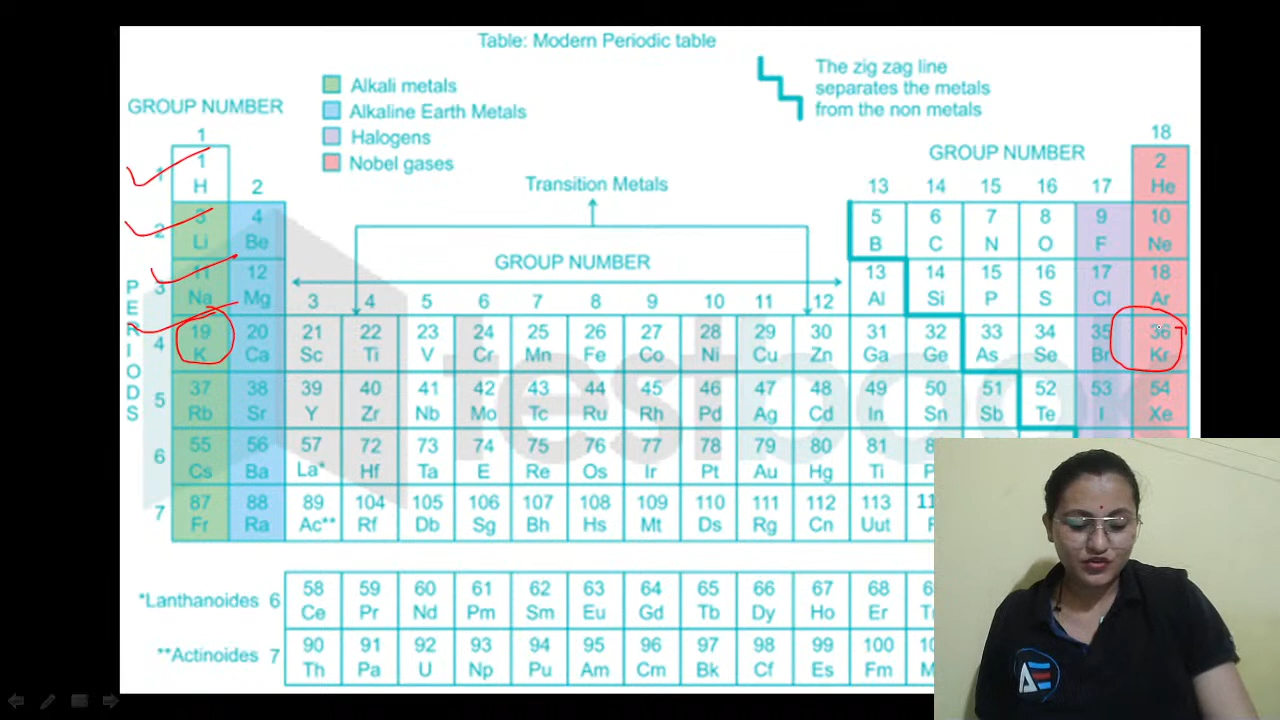 Table: Modern Periodic table
The zig zag line
separates the metals
from the non metals
Alkali metals
Alkaline Earth Metals
Halogens
Nobel gases
GROUP NUMBER
1
18
GROUP NUMBER
Transition Metals
1 1 2
H 2 13 14 15 16 17 He
2 3 4 5 6 7 8 9 10
Li Be B C N O F Ne
GROUP NUMBER
3 11 12 13 14 15 16 17 18
Na Mg 3 4 5 6 7 8 9 10 11 12 Al Si P S Cl Ar
PERIODS
4 19 20 21 22 23 24 25 26 27 28 29 30 31 32 33 34 35 36
K Ca Sc Ti V Cr Mn Fe Co Ni Cu Zn Ga Ge As Se Br Kr
5 37 38 39 40 41 42 43 44 45 46 47 48 49 50 51 52 53 54
Rb Sr Y Zr Nb Mo Tc Ru Rh Pd Ag Cd In Sn Sb Te I Xe
6 55 56 57 72 73 74 75 76 77 78 79 80 81
Cs Ba La* Hf Ta E Re Os Ir Pt Au Hg Ti
7 87 88 89 104 105 106 107 108 109 110 111 112 113
Fr Ra Ac** Rf Db Sg Bh Hs Mt Ds Rg Cn Uut
*Lanthanoides 6 58 59 60 61 62 63 64 65 66 67 68
Ce Pr Nd Pm Sm Eu Gd Tb Dy Ho Er
**Actinoides 7 90 91 92 93 94 95 96 97 98 99 100
Th Pa U Np Pu Am Cm Bk Cf Es Fm
testboo
AE